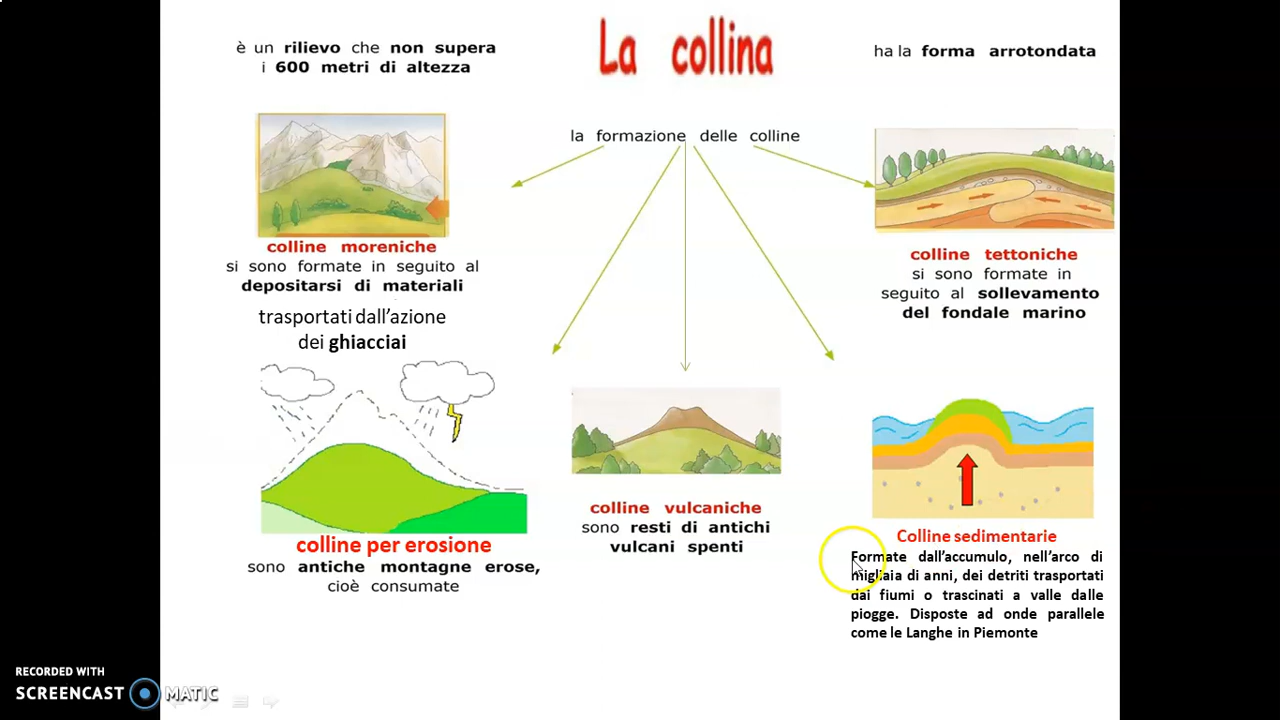 La collina
è un rilievo che non supera
i 600 metri di altezza
ha la forma arrotondata
la formazione delle colline
colline moreniche
si sono formate in seguito al
depositarsi di materiali
trasportati dall'azione
dei ghiacciai
colline tettoniche
si sono formate in
seguito al sollevamento
del fondale marino
colline per erosione
sono antiche montagne erose,
cioè consumate
colline vulcaniche
sono resti di antichi
vulcani spenti
Colline sedimentarie
Formate dall'accumulo, nell'arco di
migliaia di anni, dei detriti trasportati
dai fiumi o trascinati a valle dalle
piogge. Disposte ad onde parallele
come le Langhe in Piemonte
RECORDED WITH
SCREENCAST MATIC